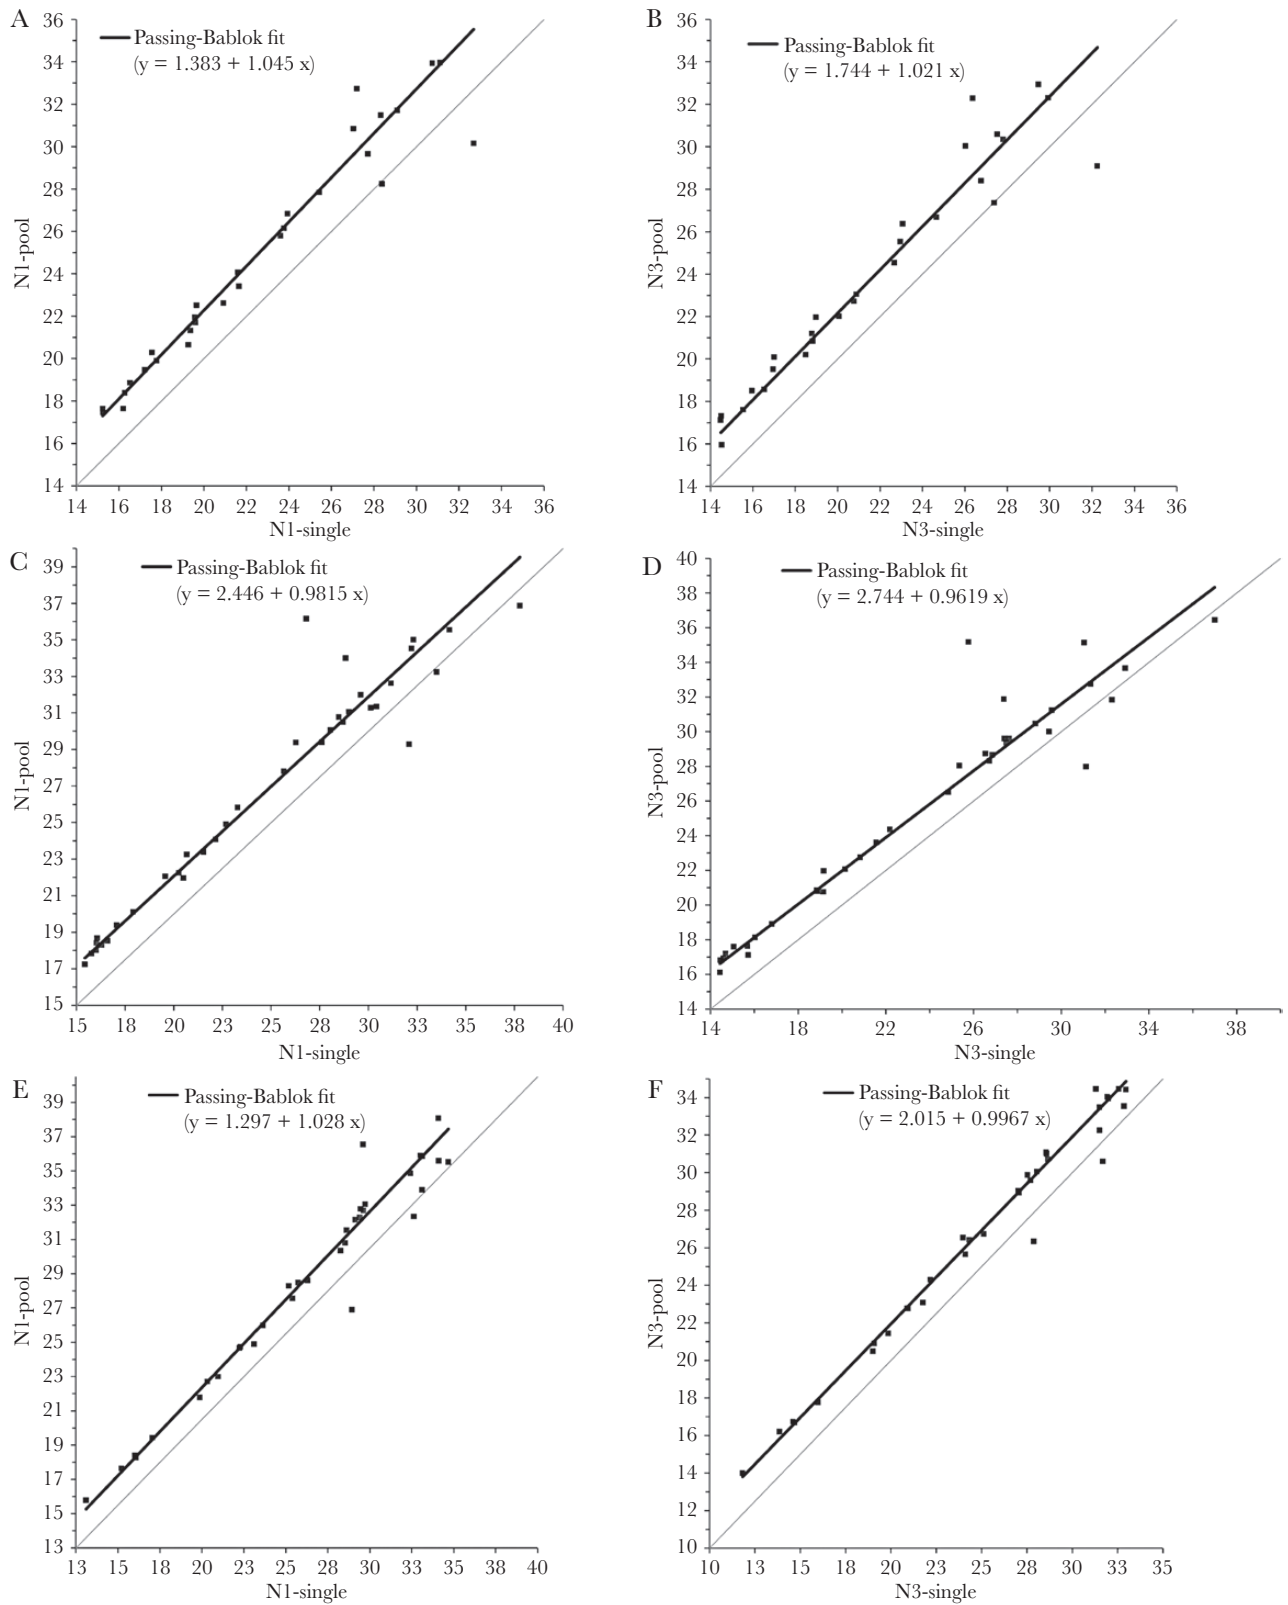 A
Passing-Bablok fit
(y = 1.383 + 1.045 x)
36
34
32
30
28
26
24
22
20
18
16
14
N1-pool
14 16 18 20 22 24 26 28 30 32 34 36
N1-single
B
Passing-Bablok fit
(y = 1.744 + 1.021 x)
36
34
32
30
28
26
24
22
20
18
16
14
N3-pool
14 16 18 20 22 24 26 28 30 32 34 36
N3-single
C
Passing-Bablok fit
(y = 2.446 + 0.9815 x)
39
37
35
33
31
29
27
25
23
21
19
17
15
N1-pool
15 18 20 23 25 28 30 33 35 38 40
N1-single
D
Passing-Bablok fit
(y = 2.744 + 0.9619 x)
40
38
36
34
32
30
28
26
24
22
20
18
16
14
N3-pool
14 18 22 26 30 34 38
N3-single
E
Passing-Bablok fit
(y = 1.297 + 1.028 x)
39
37
35
33
31
29
27
25
23
21
19
17
15
13
N1-pool
13 15 18 20 23 25 28 30 33 35 38 40
N1-single
F
Passing-Bablok fit
(y = 2.015 + 0.9967 x)
34
32
30
28
26
24
22
20
18
16
14
12
10
N3-pool
10 13 15 18 20 23 25 28 30 33 35
N3-single